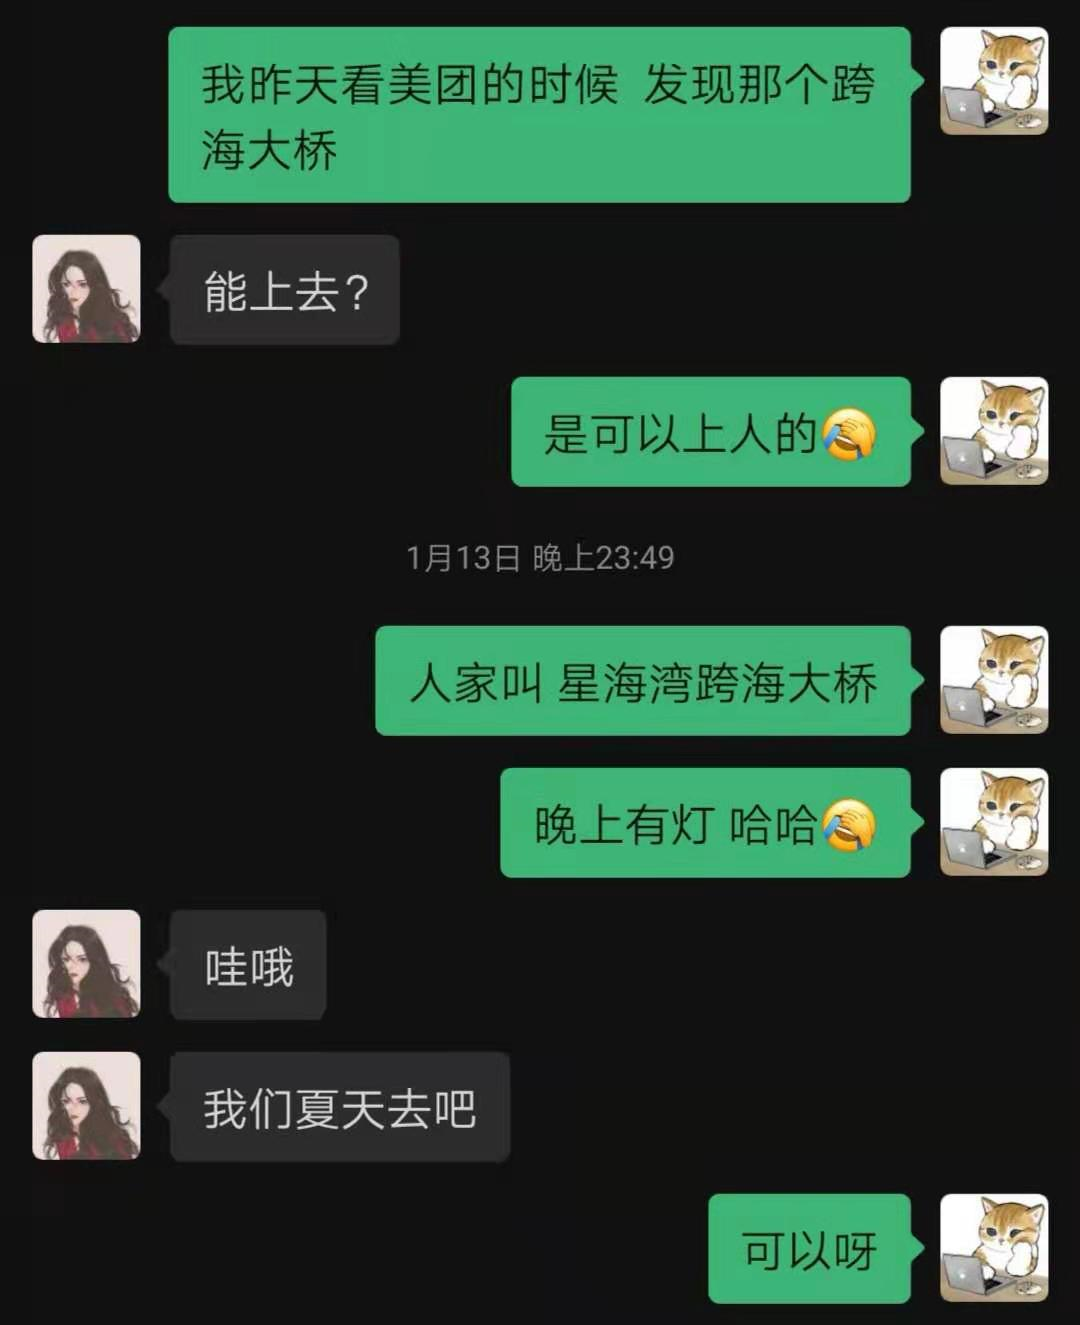 我昨天看美团的时候 发现那个跨
海大桥
能上去？
是可以上人的🤣
1月13日 晚上23:49
人家叫 星海湾跨海大桥
晚上有灯 哈哈🤣
哇哦
我们夏天去吧
可以呀